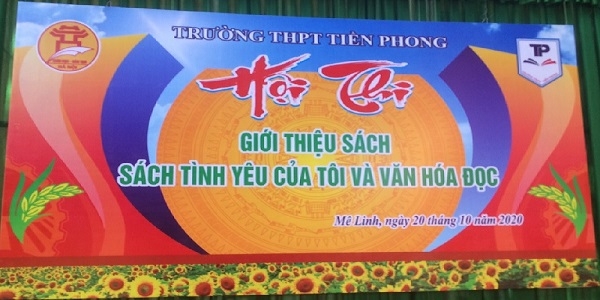 TRƯỜNG THPT TIỀN PHONG
Hội Thi
GIỚI THIỆU SÁCH
SÁCH TÌNH YÊU CỦA TÔI VÀ VĂN HÓA ĐỌC
Mê Linh, ngày 20 tháng 10 năm 2020
TP